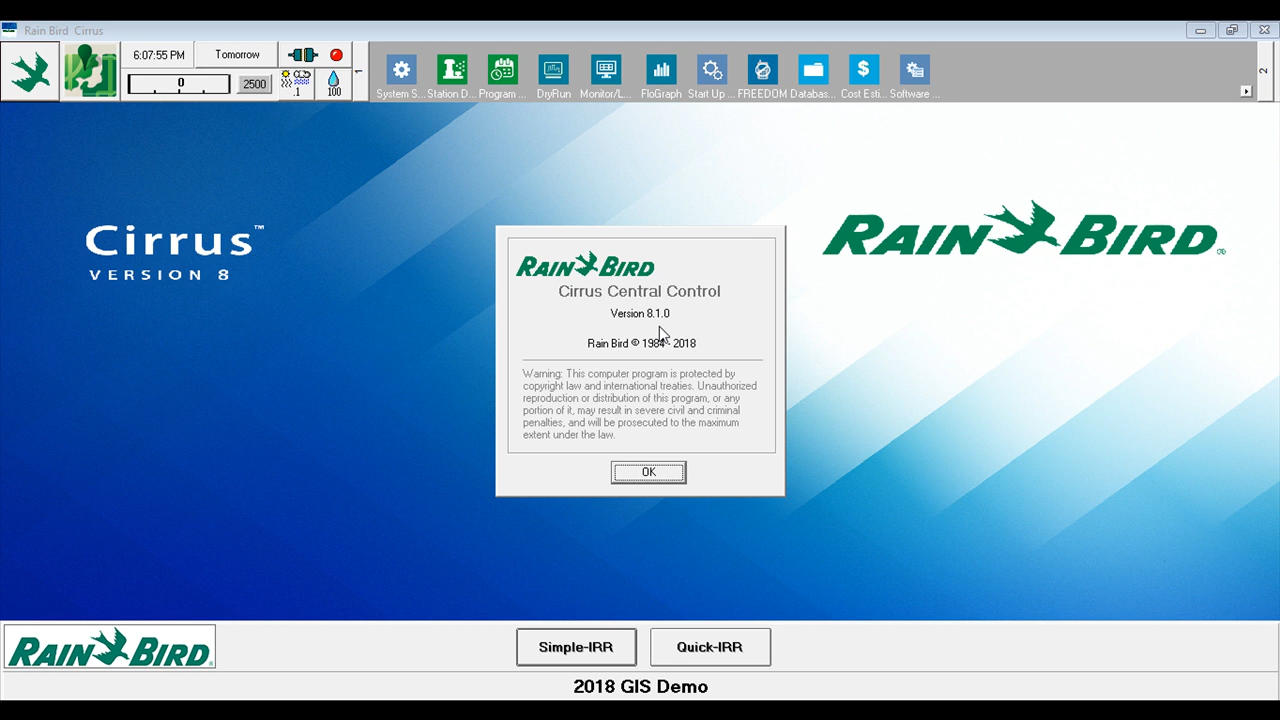 Rain Bird Cirrus
6:07:55 PM
Tomorrow
0
2500
.1
100
1
System S...
Station D...
Program ...
DryRun
Monitor/L...
FloGraph
Start Up ...
FREEDOM
Databas...
Cost Esti...
Software ...
2
Cirrus™
VERSION 8
RAIN BIRD®
RAIN BIRD
Cirrus Central Control
Version 8.1.0
Rain Bird © 1984 - 2018
Warning: This computer program is protected by
copyright law and international treaties. Unauthorized
reproduction or distribution of this program, or any
portion of it, may result in severe civil and criminal
penalties, and will be prosecuted to the maximum
extent under the law.
OK
RAIN BIRD®
Simple-IRR
Quick-IRR
2018 GIS Demo